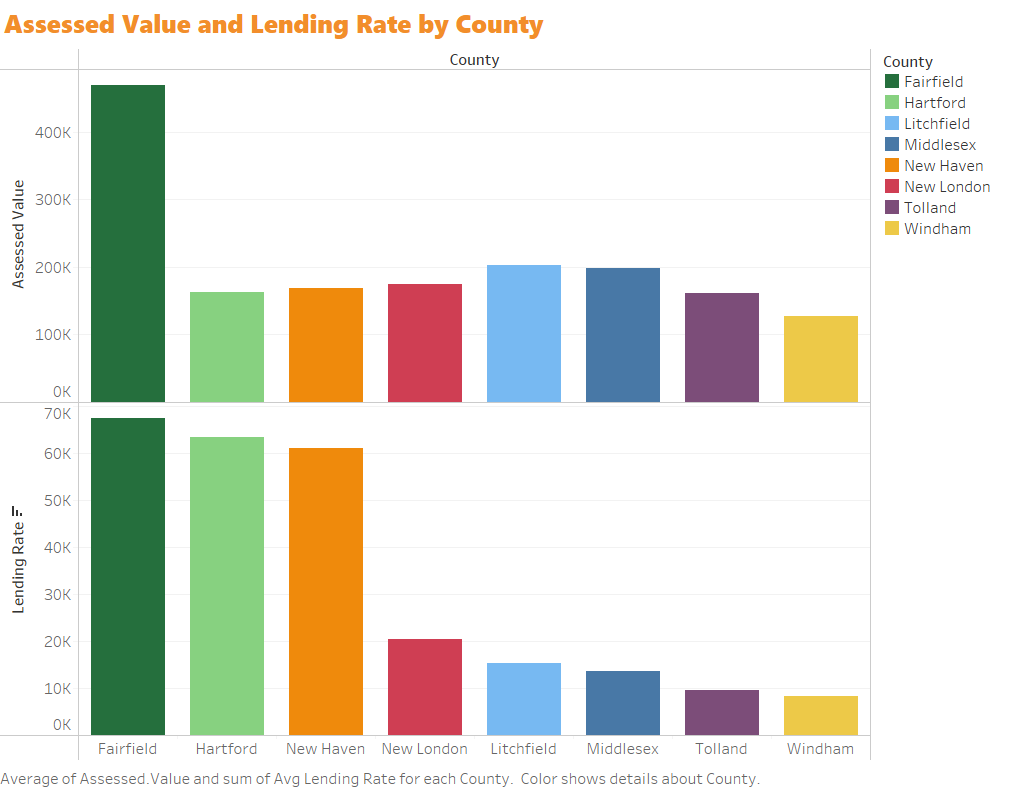 Assessed Value and Lending Rate by County
County
Assessed Value
400K
300K
200K
100K
0K
Lending Rate
70K
60K
50K
40K
30K
20K
10K
0K
Fairfield Hartford New Haven New London Litchfield Middlesex Tolland Windham
Average of Assessed.Value and sum of Avg Lending Rate for each County. Color shows details about County.
County
Fairfield
Hartford
Litchfield
Middlesex
New Haven
New London
Tolland
Windham